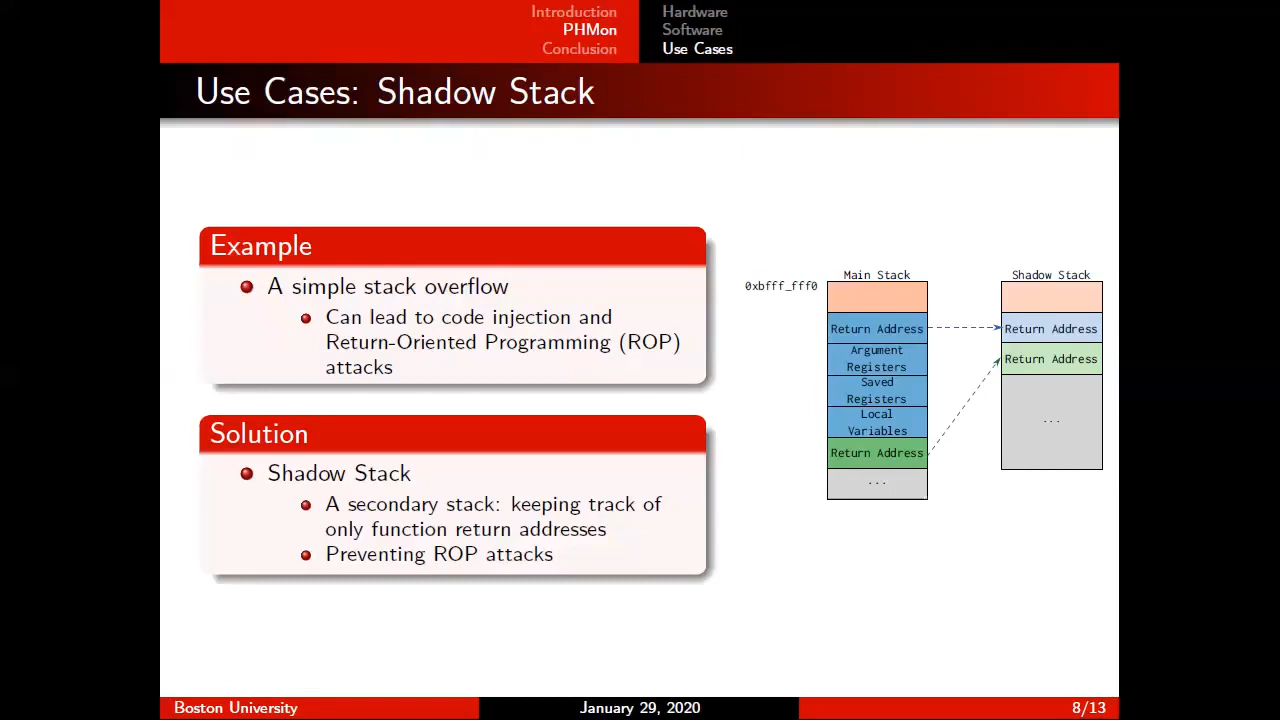 Introduction
PHMon
Conclusion
Hardware
Software
Use Cases
Use Cases: Shadow Stack
Example
A simple stack overflow
Can lead to code injection and
Return-Oriented Programming (ROP)
attacks
Solution
Shadow Stack
A secondary stack: keeping track of
only function return addresses
Preventing ROP attacks
Main Stack
0xbfff_fff0
Return Address
Argument
Registers
Saved
Registers
Local
Variables
Return Address
...
Shadow Stack
Return Address
Return Address
...
Boston University
January 29, 2020
8/13